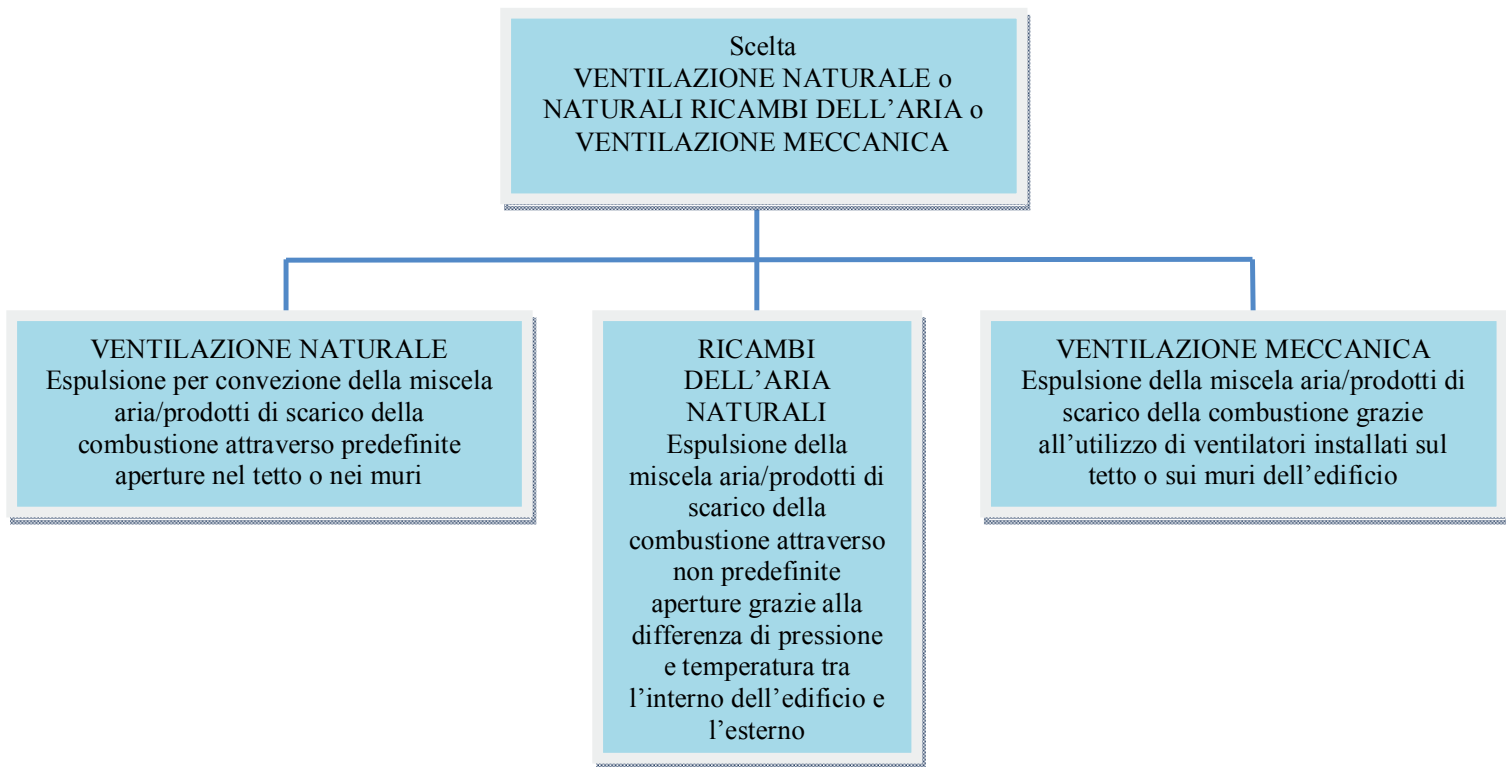 Scelta
VENTILAZIONE NATURALE o
NATURALI RICAMBI DELL’ARIA o
VENTILAZIONE MECCANICA
VENTILAZIONE NATURALE
Espulsione per convezione della miscela
aria/prodotti di scarico della
combustione attraverso predefinite
aperture nel tetto o nei muri
RICAMBI
DELL’ARIA
NATURALI
Espulsione della
miscela aria/prodotti di
scarico della
combustione attraverso
non predefinite
aperture grazie alla
differenza di pressione
e temperatura tra
l’interno dell’edificio e
l’esterno
VENTILAZIONE MECCANICA
Espulsione della miscela aria/prodotti di
scarico della combustione grazie
all’utilizzo di ventilatori installati sul
tetto o sui muri dell’edificio